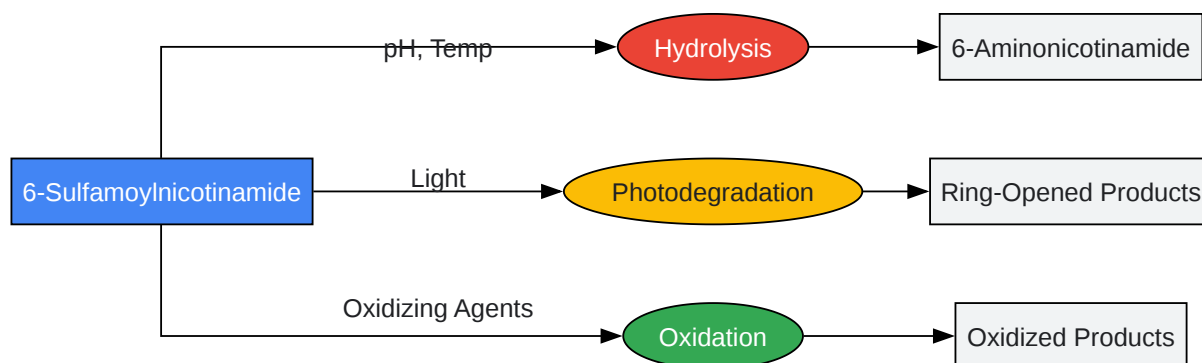 pH, Temp
Hydrolysis
6-Aminonicotinamide
6-Sulfamoylnicotinamide
Light
Photodegradation
Ring-Opened Products
Oxidizing Agents
Oxidation
Oxidized Products